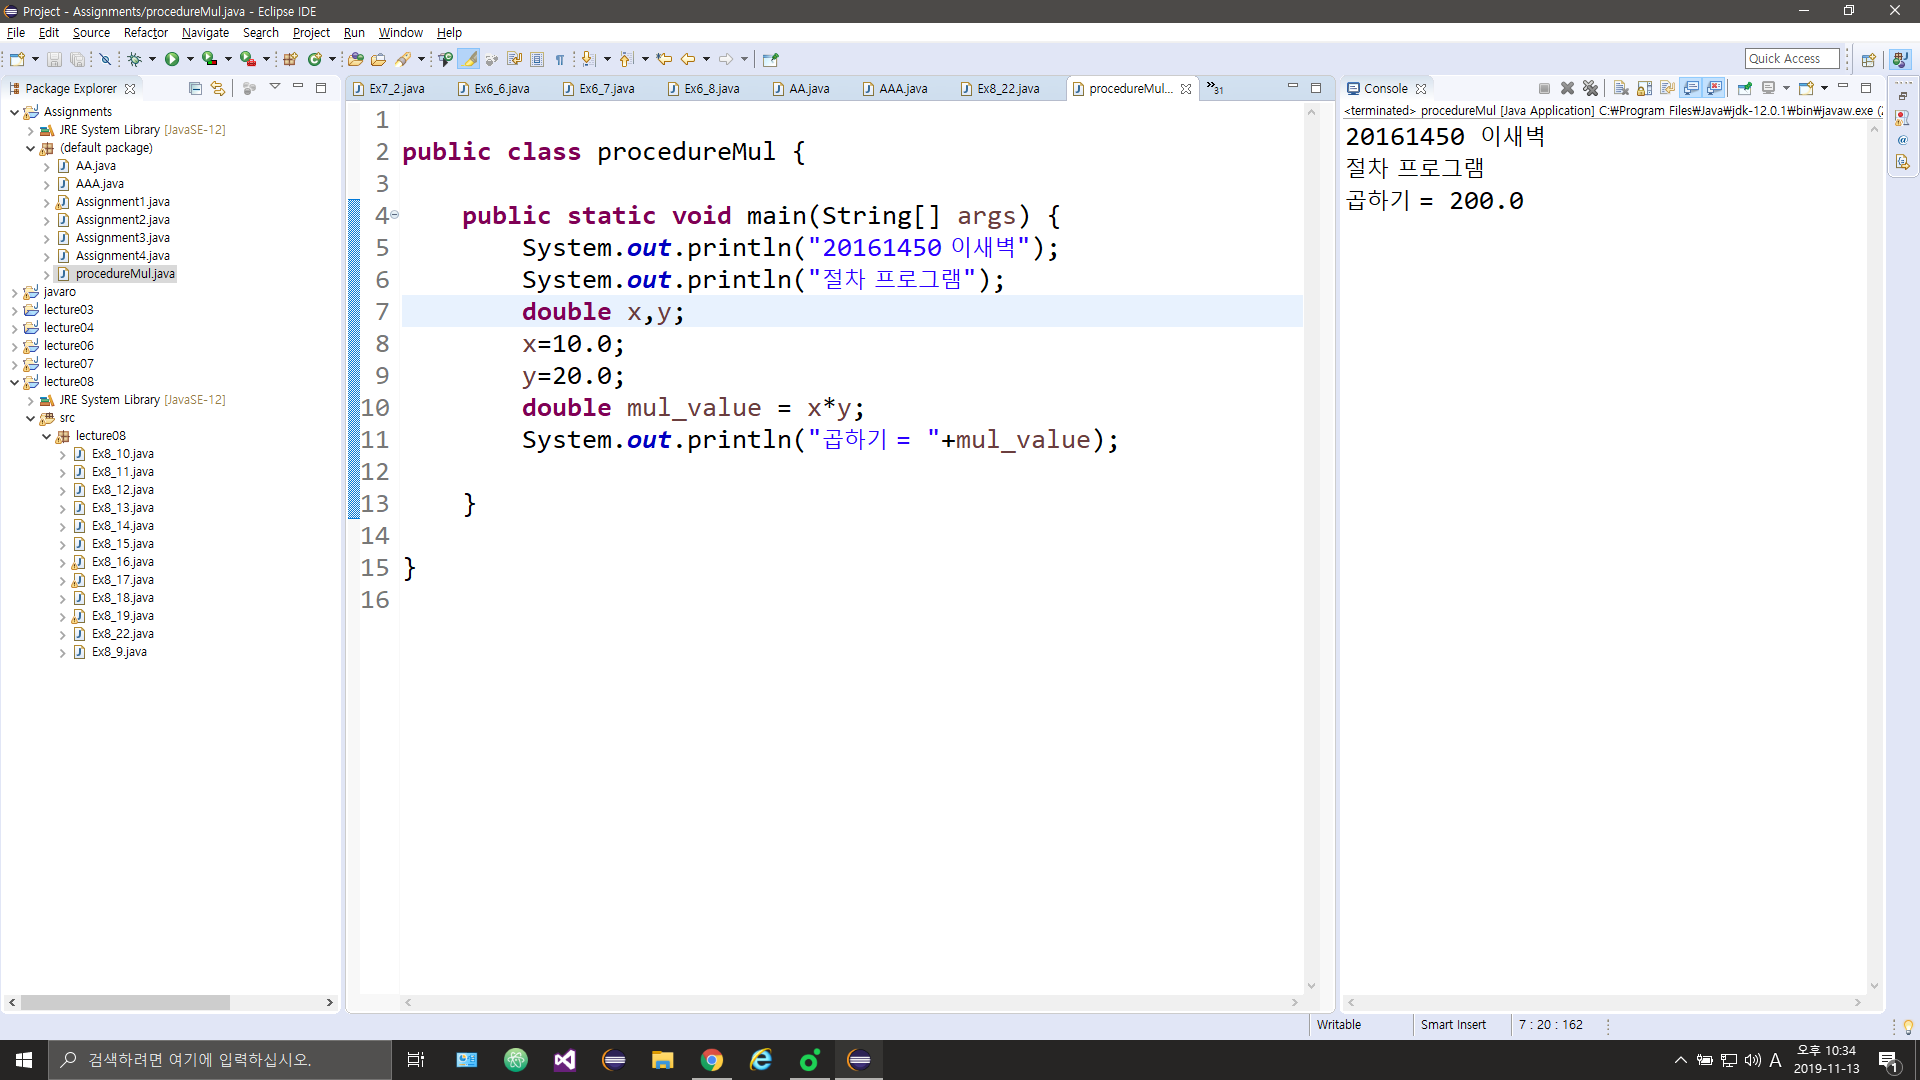 Project - Assignments/procedureMul.java - Eclipse IDE
File Edit Source Refactor Navigate Search Project Run Window Help
Quick Access
Package Explorer
Assignments
JRE System Library [JavaSE-12]
(default package)
AA.java
AAA.java
Assignment1.java
Assignment2.java
Assignment3.java
Assignment4.java
procedureMul.java
javaro
lecture03
lecture04
lecture06
lecture07
lecture08
JRE System Library [JavaSE-12]
src
lecture08
Ex8_10.java
Ex8_11.java
Ex8_12.java
Ex8_13.java
Ex8_14.java
Ex8_15.java
Ex8_16.java
Ex8_17.java
Ex8_18.java
Ex8_19.java
Ex8_22.java
Ex8_9.java
Ex7_2.java Ex6_6.java Ex6_7.java Ex6_8.java AA.java AAA.java Ex8_22.java procedureMul... »31
1
2 public class procedureMul {
3
4 public static void main(String[] args) {
5 System.out.println("20161450 이새벽");
6 System.out.println("절차 프로그램");
7 double x,y;
8 x=10.0;
9 y=20.0;
10 double mul_value = x*y;
11 System.out.println("곱하기 = "+mul_value);
12
13 }
14
15 }
16
Console
<terminated> procedureMul [Java Application] C:₩Program Files₩Java₩jdk-12.0.1₩bin₩javaw.exe (2
20161450 이새벽
절차 프로그램
곱하기 = 200.0
Writable Smart Insert 7 : 20 : 162
검색하려면 여기에 입력하십시오.
A
오후 10:34
2019-11-13
1